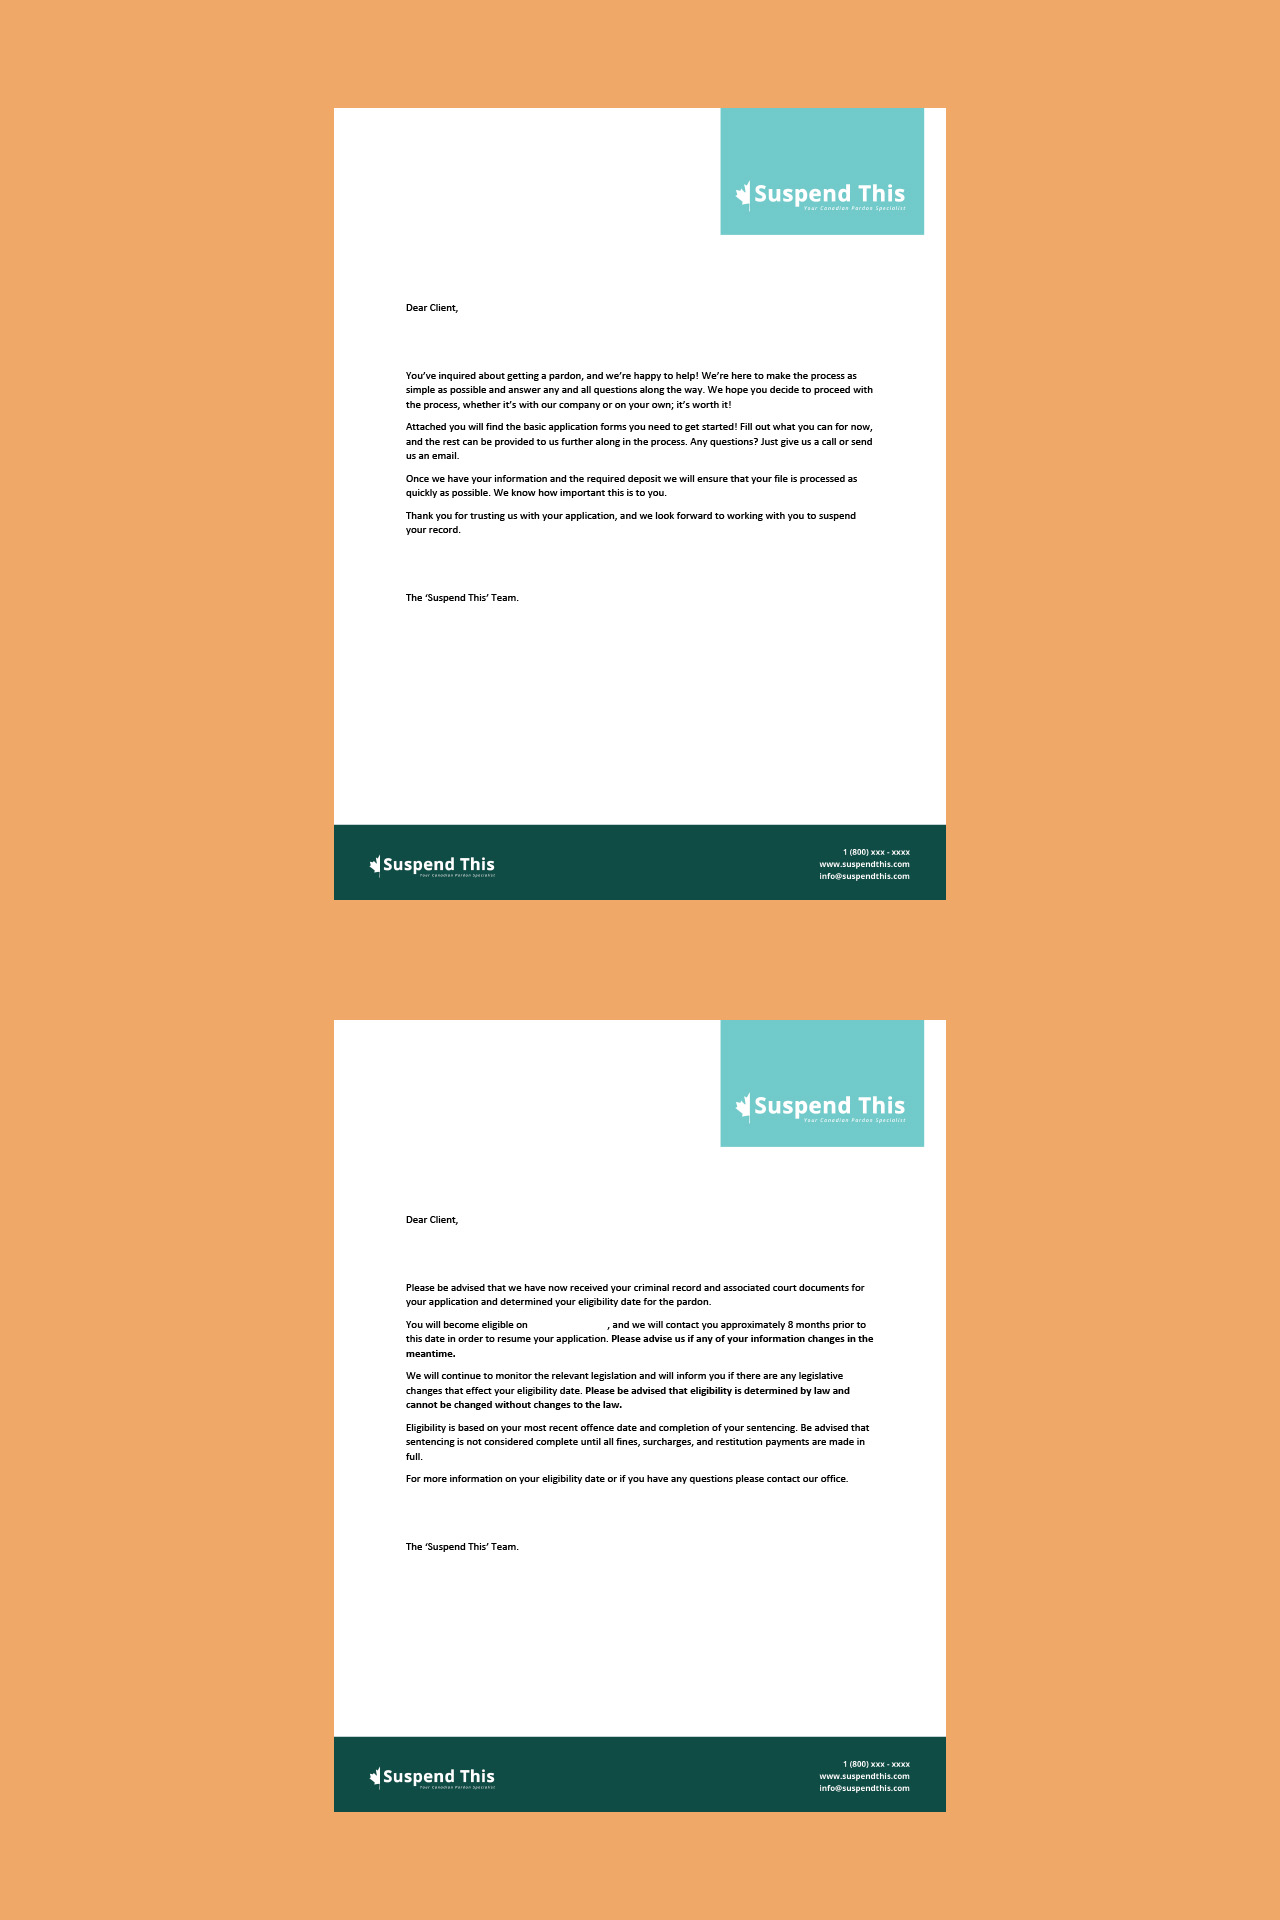 Suspend This
Your Canadian Pardon Specialist
Dear Client,
You’ve inquired about getting a pardon, and we’re happy to help! We’re here to make the process as
simple as possible and answer any and all questions along the way. We hope you decide to proceed with
the process, whether it’s with our company or on your own; it’s worth it!
Attached you will find the basic application forms you need to get started! Fill out what you can for now,
and the rest can be provided to us further along in the process. Any questions? Just give us a call or send
us an email.
Once we have your information and the required deposit we will ensure that your file is processed as
quickly as possible. We know how important this is to you.
Thank you for trusting us with your application, and we look forward to working with you to suspend
your record.
The ‘Suspend This’ Team.
Suspend This
Your Canadian Pardon Specialist
1 (800) xxx - xxxx
www.suspendthis.com
info@suspendthis.com
Suspend This
Your Canadian Pardon Specialist
Dear Client,
Please be advised that we have now received your criminal record and associated court documents for
your application and determined your eligibility date for the pardon.
You will become eligible on , and we will contact you approximately 8 months prior to
this date in order to resume your application. Please advise us if any of your information changes in the
meantime.
We will continue to monitor the relevant legislation and will inform you if there are any legislative
changes that effect your eligibility date. Please be advised that eligibility is determined by law and
cannot be changed without changes to the law.
Eligibility is based on your most recent offence date and completion of your sentencing. Be advised that
sentencing is not considered complete until all fines, surcharges, and restitution payments are made in
full.
For more information on your eligibility date or if you have any questions please contact our office.
The ‘Suspend This’ Team.
Suspend This
Your Canadian Pardon Specialist
1 (800) xxx - xxxx
www.suspendthis.com
info@suspendthis.com